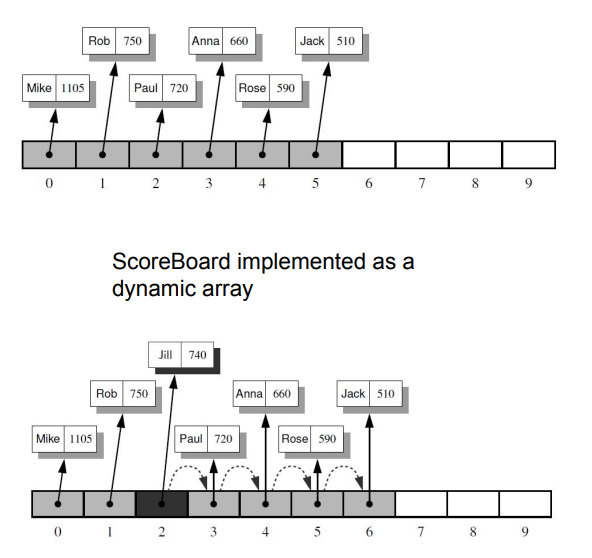 Rob 750 Anna 660 Jack 510
Mike 1105 Paul 720 Rose 590
0 1 2 3 4 5 6 7 8 9
ScoreBoard implemented as a
dynamic array
Jill 740
Rob 750 Anna 660 Jack 510
Mike 1105 Paul 720 Rose 590
0 1 2 3 4 5 6 7 8 9